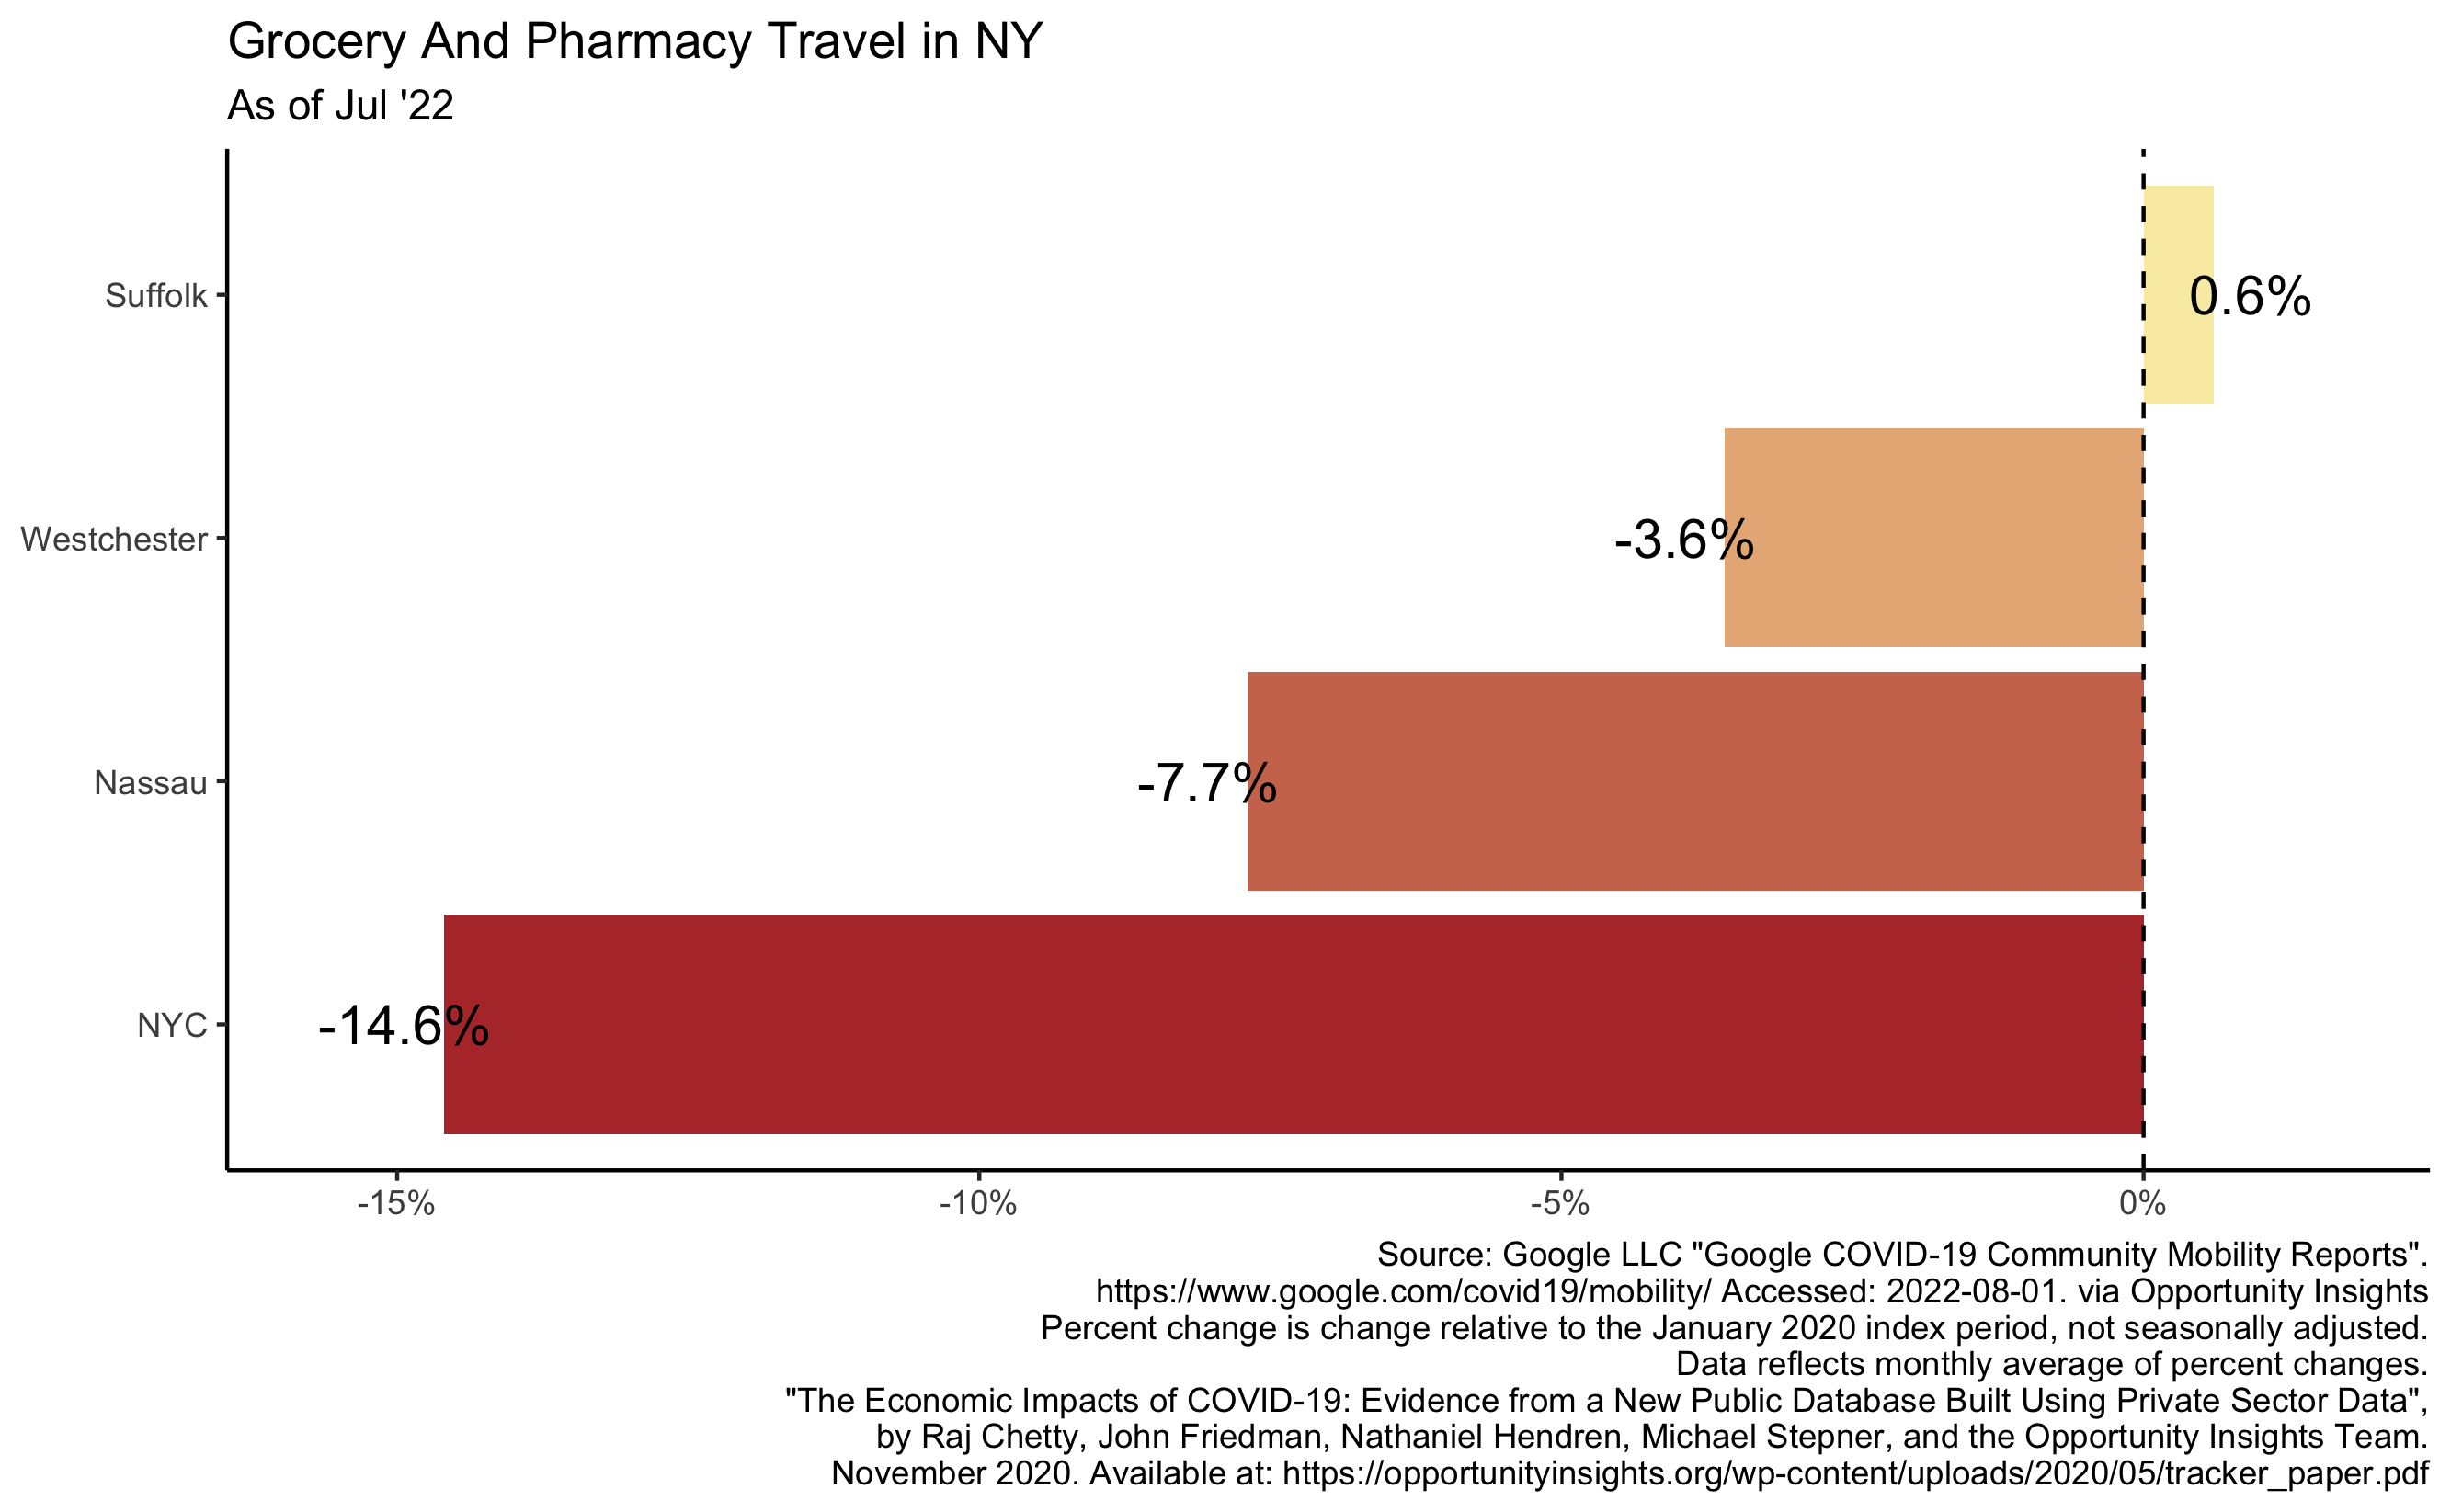 Grocery And Pharmacy Travel in NY
As of Jul '22
Suffolk
0.6%
Westchester
-3.6%
Nassau
-7.7%
NYC
-14.6%
-15% -10% -5% 0%
Source: Google LLC "Google COVID-19 Community Mobility Reports".
https://www.google.com/covid19/mobility/ Accessed: 2022-08-01. via Opportunity Insights
Percent change is change relative to the January 2020 index period, not seasonally adjusted.
Data reflects monthly average of percent changes.
"The Economic Impacts of COVID-19: Evidence from a New Public Database Built Using Private Sector Data",
by Raj Chetty, John Friedman, Nathaniel Hendren, Michael Stepner, and the Opportunity Insights Team.
November 2020. Available at: https://opportunityinsights.org/wp-content/uploads/2020/05/tracker_paper.pdf